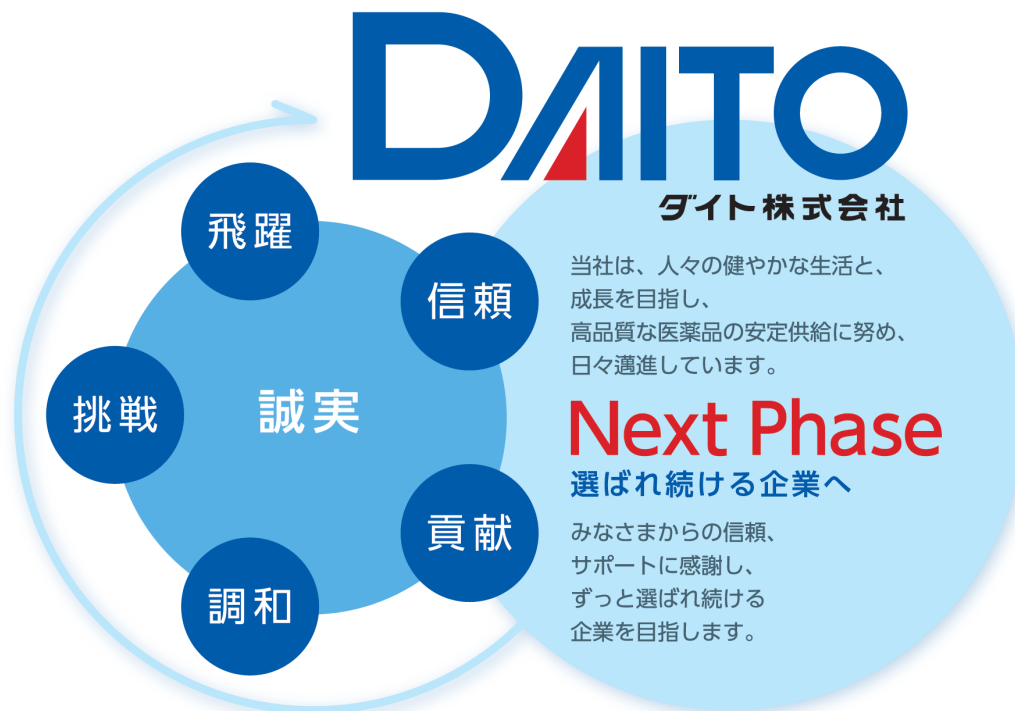 DAITO
ダイト株式会社
飛躍
信頼
挑戦
誠実
貢献
調和
当社は、人々の健やかな生活と、
成長を目指し、
高品質な医薬品の安定供給に努め、
日々邁進しています。
Next Phase
選ばれ続ける企業へ
みなさまからの信頼、
サポートに感謝し、
ずっと選ばれ続ける
企業を目指します。